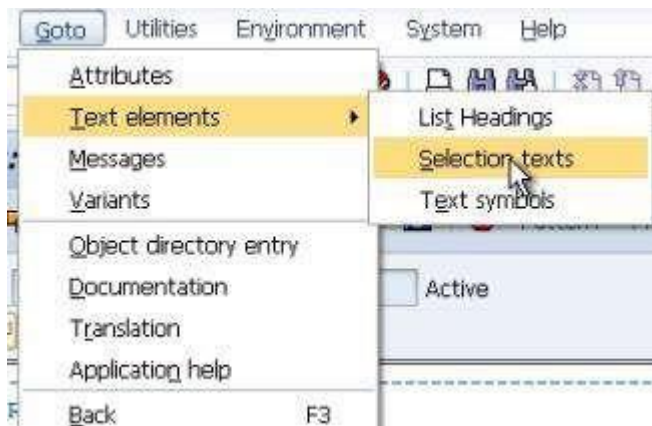 Goto Utilities Environment System Help
Attributes
Text elements
List Headings
Messages
Selection texts
Variants
Text symbols
Object directory entry
Documentation
Active
Translation
Application help
Back F3